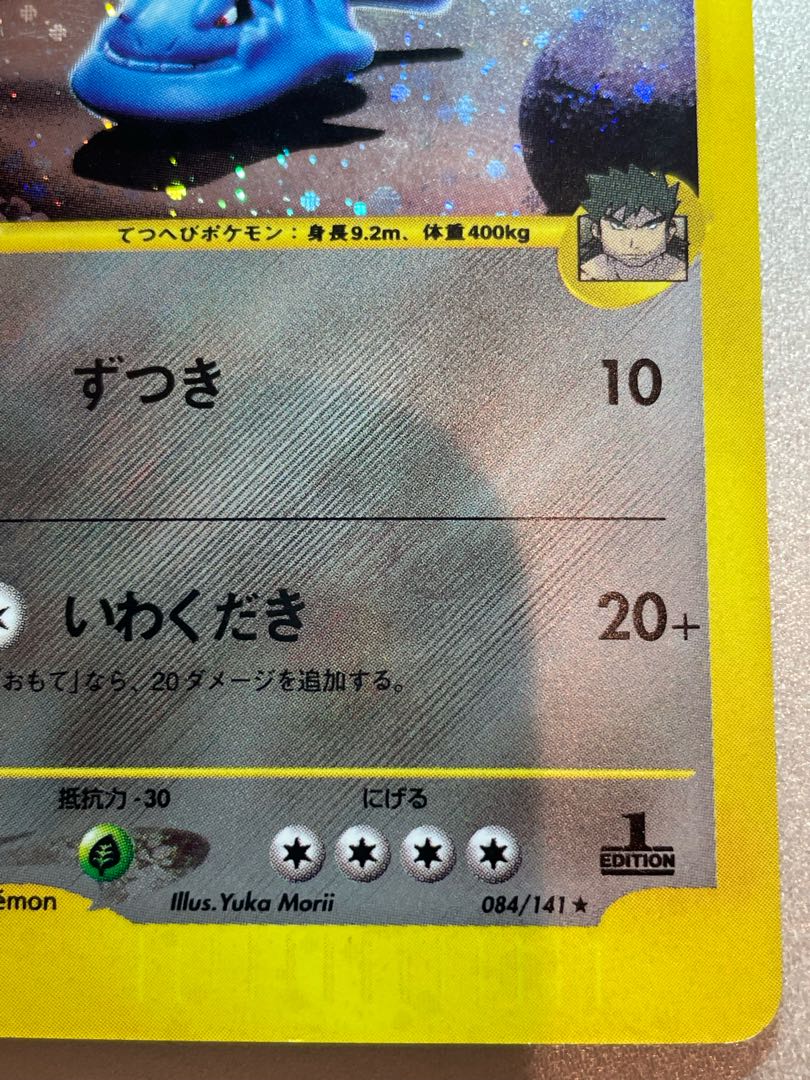 てつへびポケモン：身長9.2m、体重400kg
ずつき 10
いわくだき 20+
「おもて」なら、20ダメージを追加する。
抵抗力 -30 にげる
1 EDITION
émon Illus. Yuka Morii 084/141★